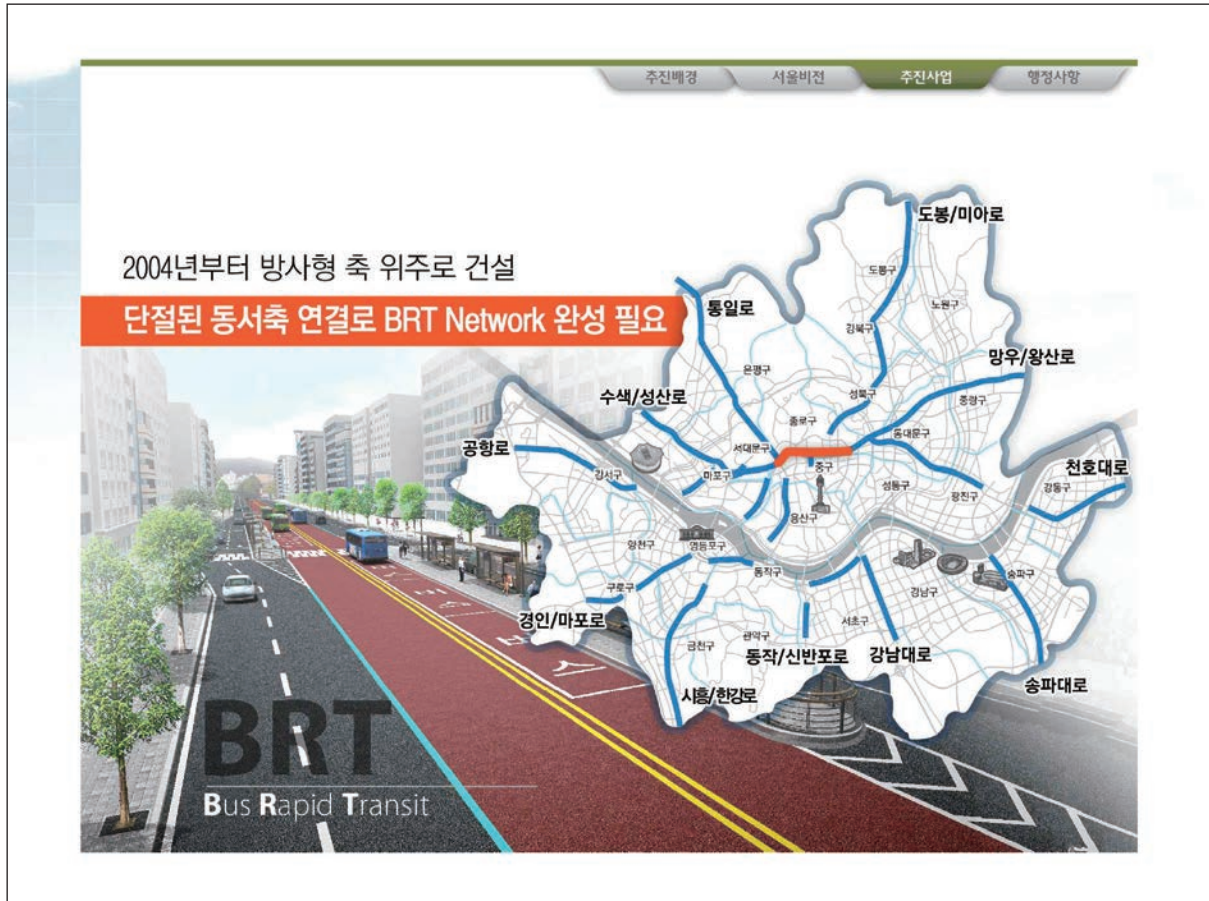 추진배경
서울비전
추진사업
행정사항
2004년부터 방사형 축 위주로 건설
단절된 동서축 연결로 BRT Network 완성 필요
도봉/미아로
도봉구
노원구
통일로
강북구
망우/왕산로
은평구
성북구
중랑구
수색/성산로
종로구
동대문구
서대문구
공항로
강서구
마포구
중구
성동구
광진구
천호대로
강동구
용산구
양천구
영등포구
동작구
송파구
구로구
강남구
경인/마포로
서초구
관악구
금천구
동작/신반포로
강남대로
송파대로
시흥/한강로
버스
BRT
Bus Rapid Transit